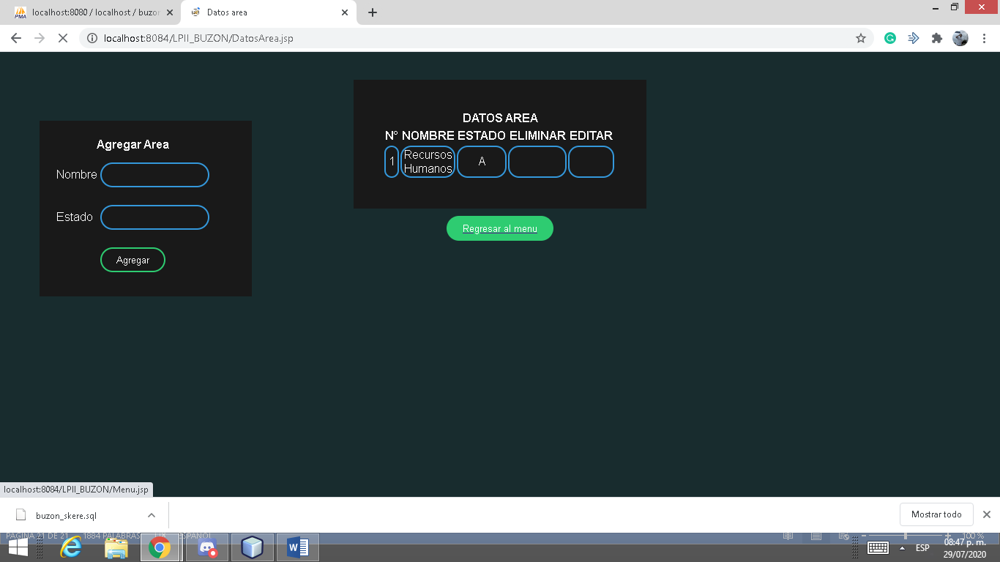 localhost:8080 / localhost / buzon
Datos area
localhost:8084/LPII_BUZON/DatosArea.jsp
Agregar Area
Nombre
Estado
Agregar
DATOS AREA
N° NOMBRE ESTADO ELIMINAR EDITAR
1 Recursos Humanos A
Regresar al menu
localhost:8084/LPII_BUZON/Menu.jsp
buzon_skere.sql
Mostrar todo
PÁGINA 21 DE 21 1884 PALABRAS ESPAÑOL
100 %
ESP
08:47 p. m.
29/07/2020